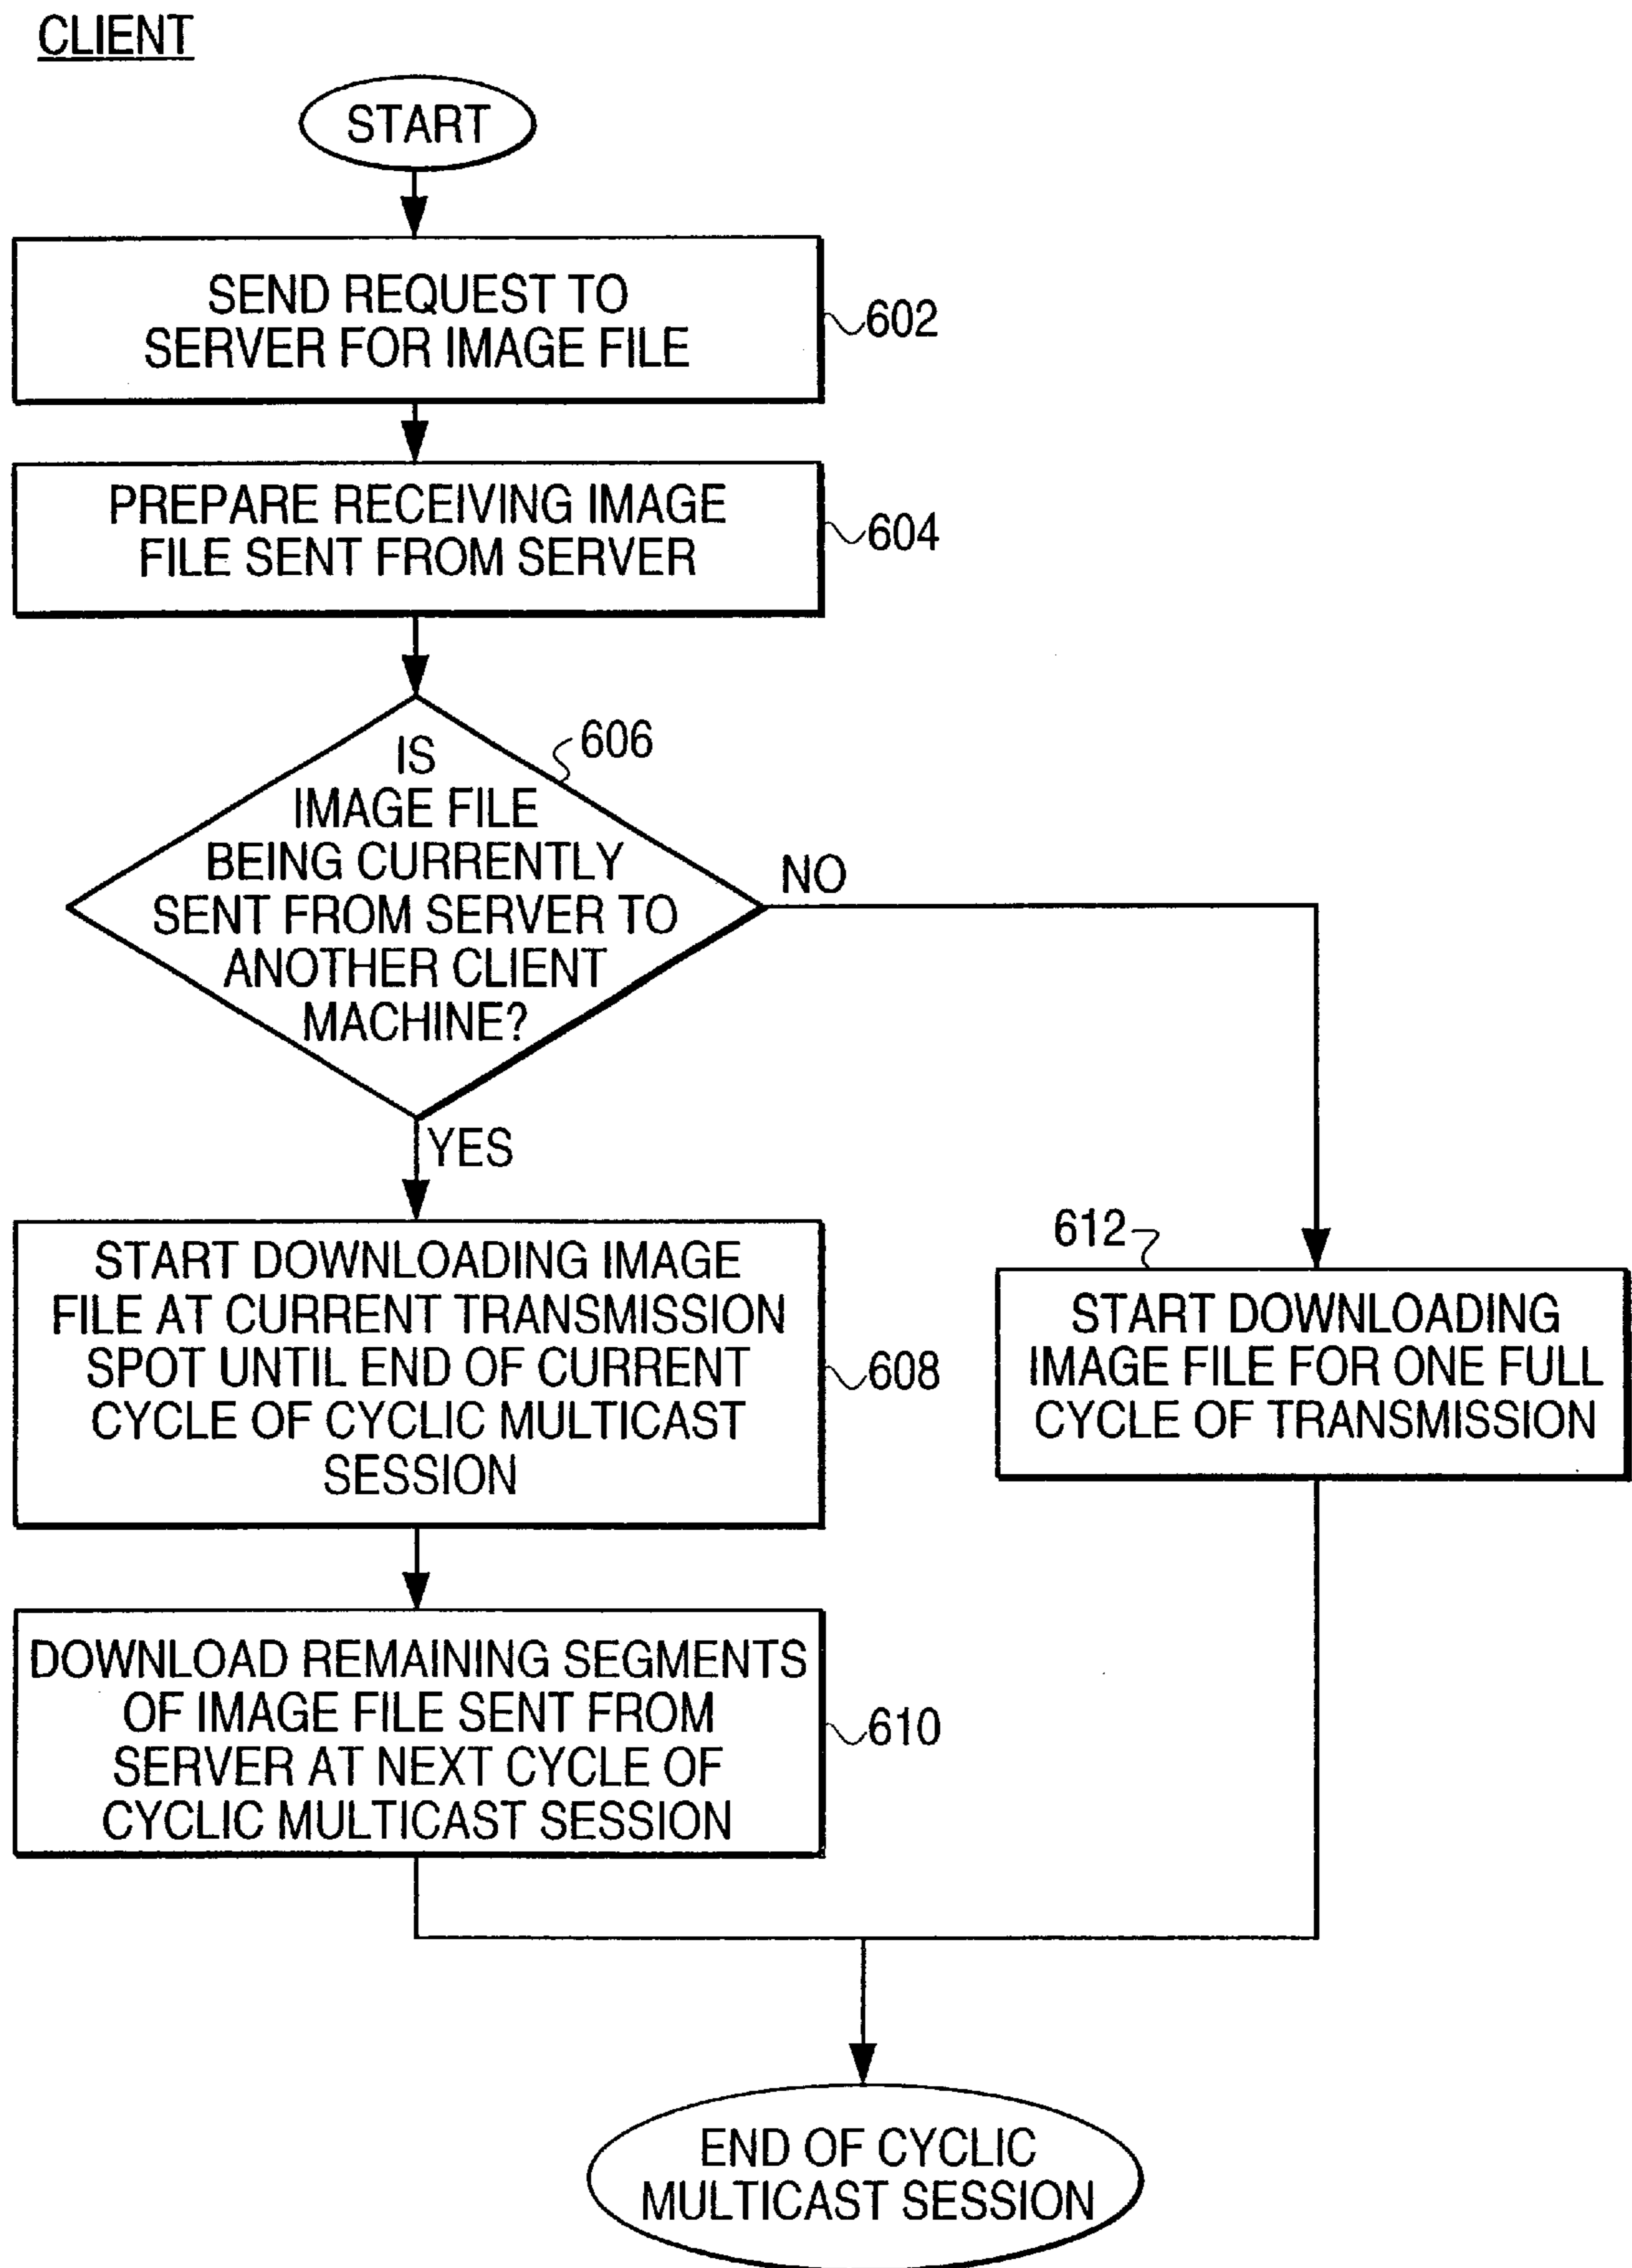 CLIENT
START
SEND REQUEST TO
SERVER FOR IMAGE FILE
602
PREPARE RECEIVING IMAGE
FILE SENT FROM SERVER
604
606
IS
IMAGE FILE
BEING CURRENTLY
SENT FROM SERVER TO
ANOTHER CLIENT
MACHINE?
NO
YES
START DOWNLOADING IMAGE
FILE AT CURRENT TRANSMISSION
SPOT UNTIL END OF CURRENT
CYCLE OF CYCLIC MULTICAST
SESSION
608
612
START DOWNLOADING
IMAGE FILE FOR ONE FULL
CYCLE OF TRANSMISSION
DOWNLOAD REMAINING SEGMENTS
OF IMAGE FILE SENT FROM
SERVER AT NEXT CYCLE OF
CYCLIC MULTICAST SESSION
610
END OF CYCLIC
MULTICAST SESSION